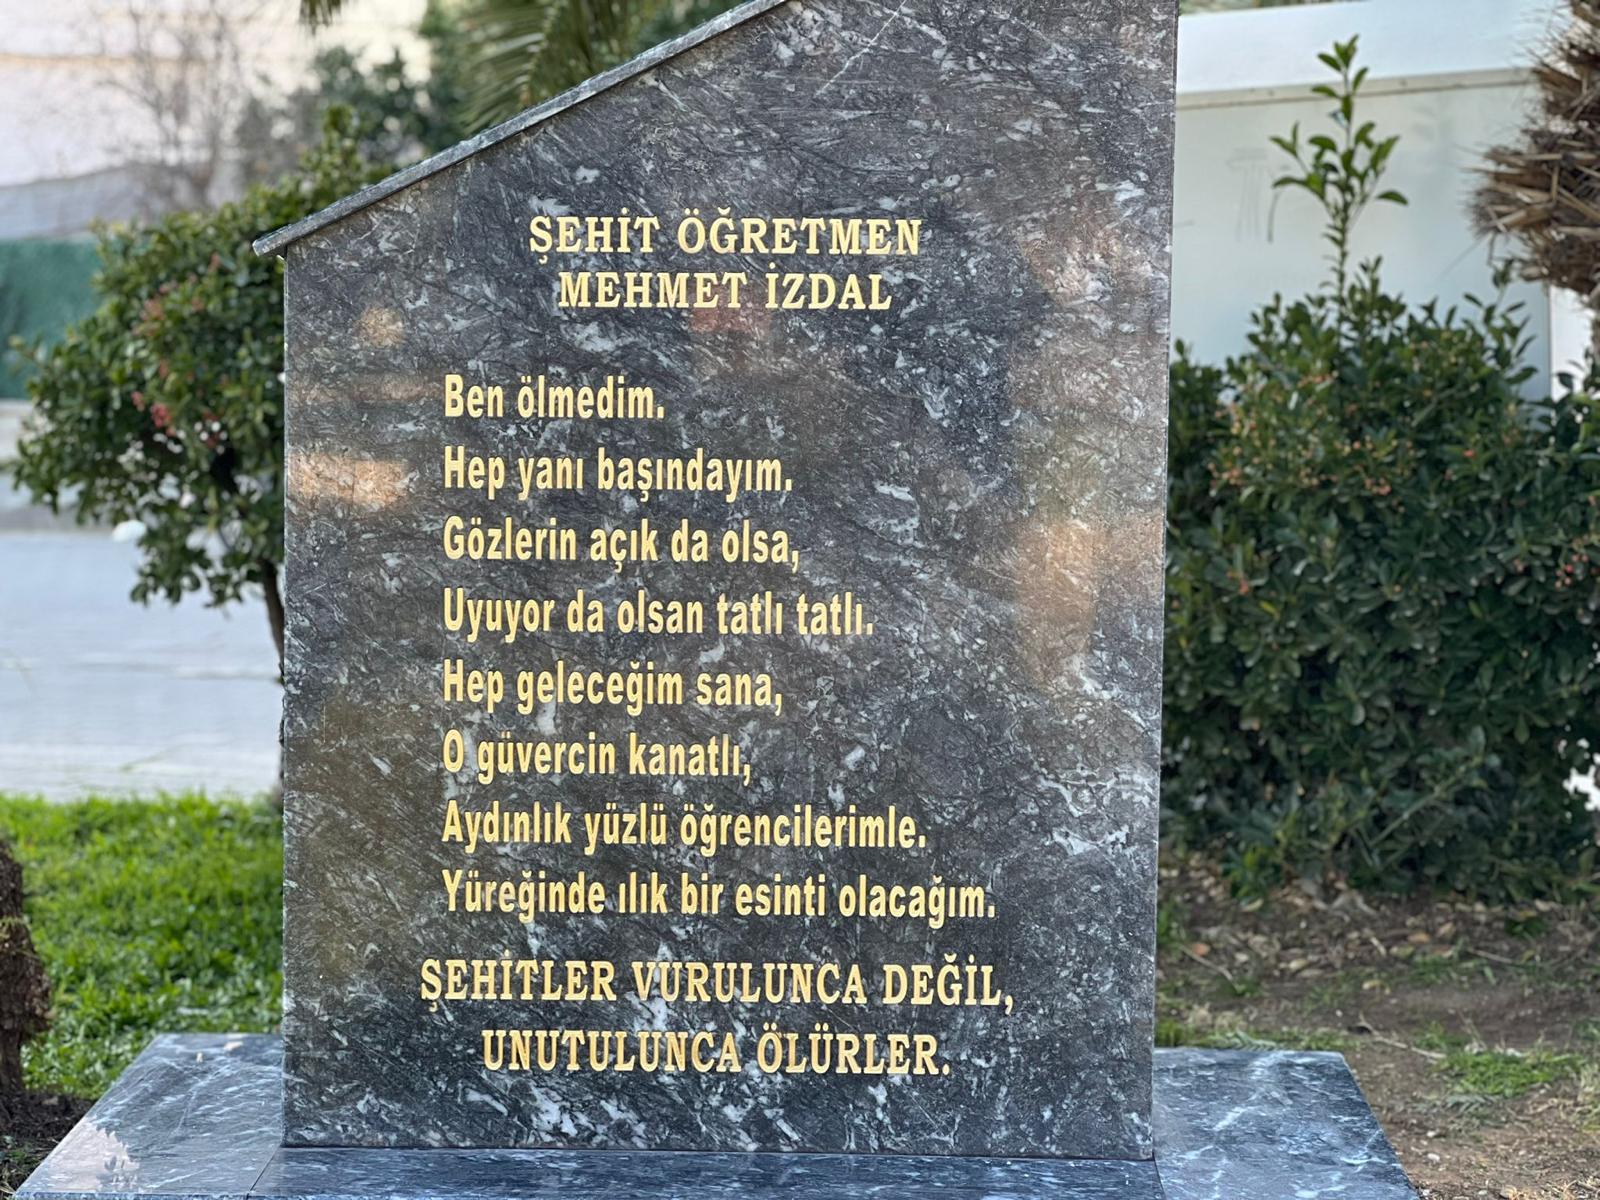 ŞEHİT ÖĞRETMEN
MEHMET İZDAL
Ben ölmedim.
Hep yanı başındayım.
Gözlerin açık da olsa,
Uyuyor da olsan tatlı tatlı.
Hep geleceğim sana,
O güvercin kanatlı,
Aydınlık yüzlü öğrencilerimle.
Yüreğinde ılık bir esinti olacağım.
ŞEHİTLER VURULUNCA DEĞİL,
UNUTULUNCA ÖLÜRLER.